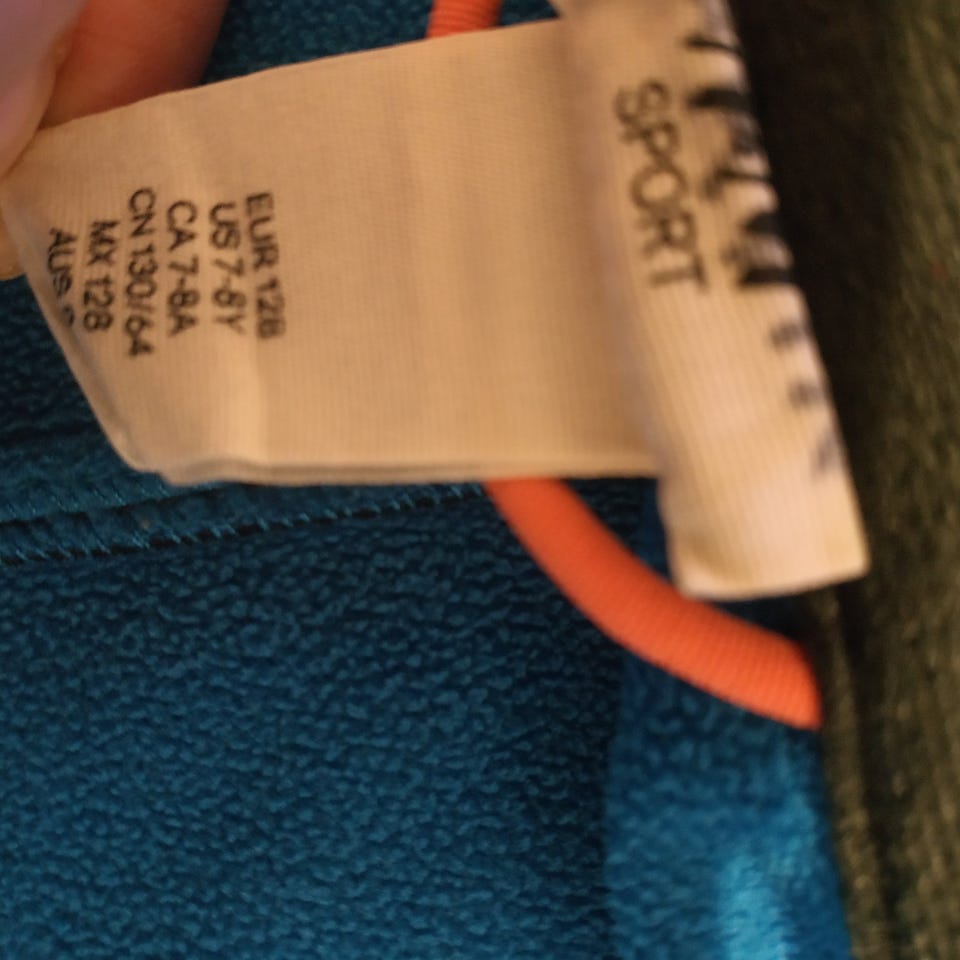 SPORT
EUR 128
US 7-8Y
CA 7-8A
CN 130/64
MX 128
AUS